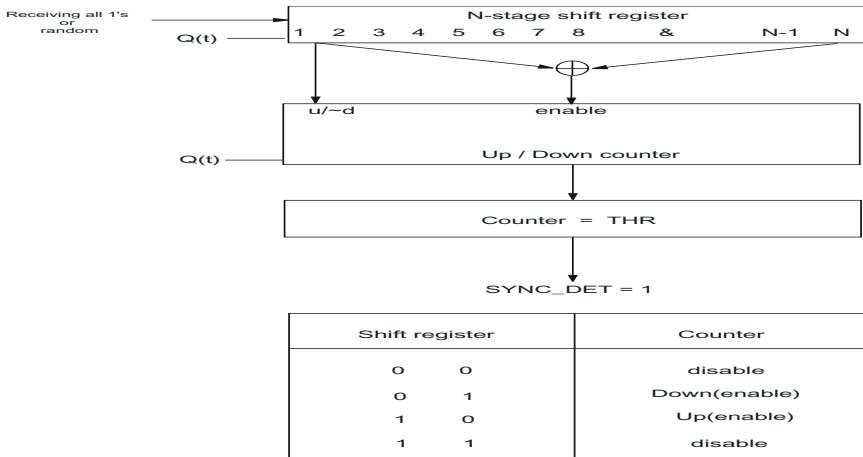 Receiving all 1's
or
random
N-stage shift register
Q(t)
1 2 3 4 5 6 7 8 & N-1 N
u/~d enable
Q(t)
Up / Down counter
Counter = THR
SYNC_DET = 1
Shift register Counter
0 0 disable
0 1 Down(enable)
1 0 Up(enable)
1 1 disable